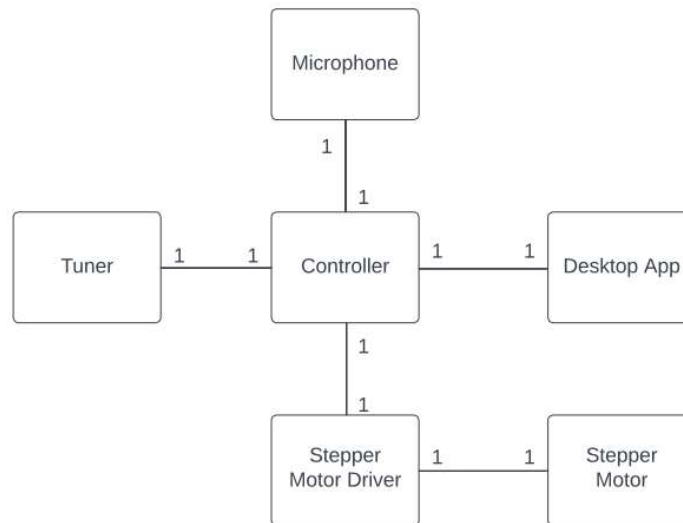 Microphone
1
1
Tuner
1
1
Controller
1
1
Desktop App
1
1
Stepper
Motor Driver
1
1
Stepper
Motor